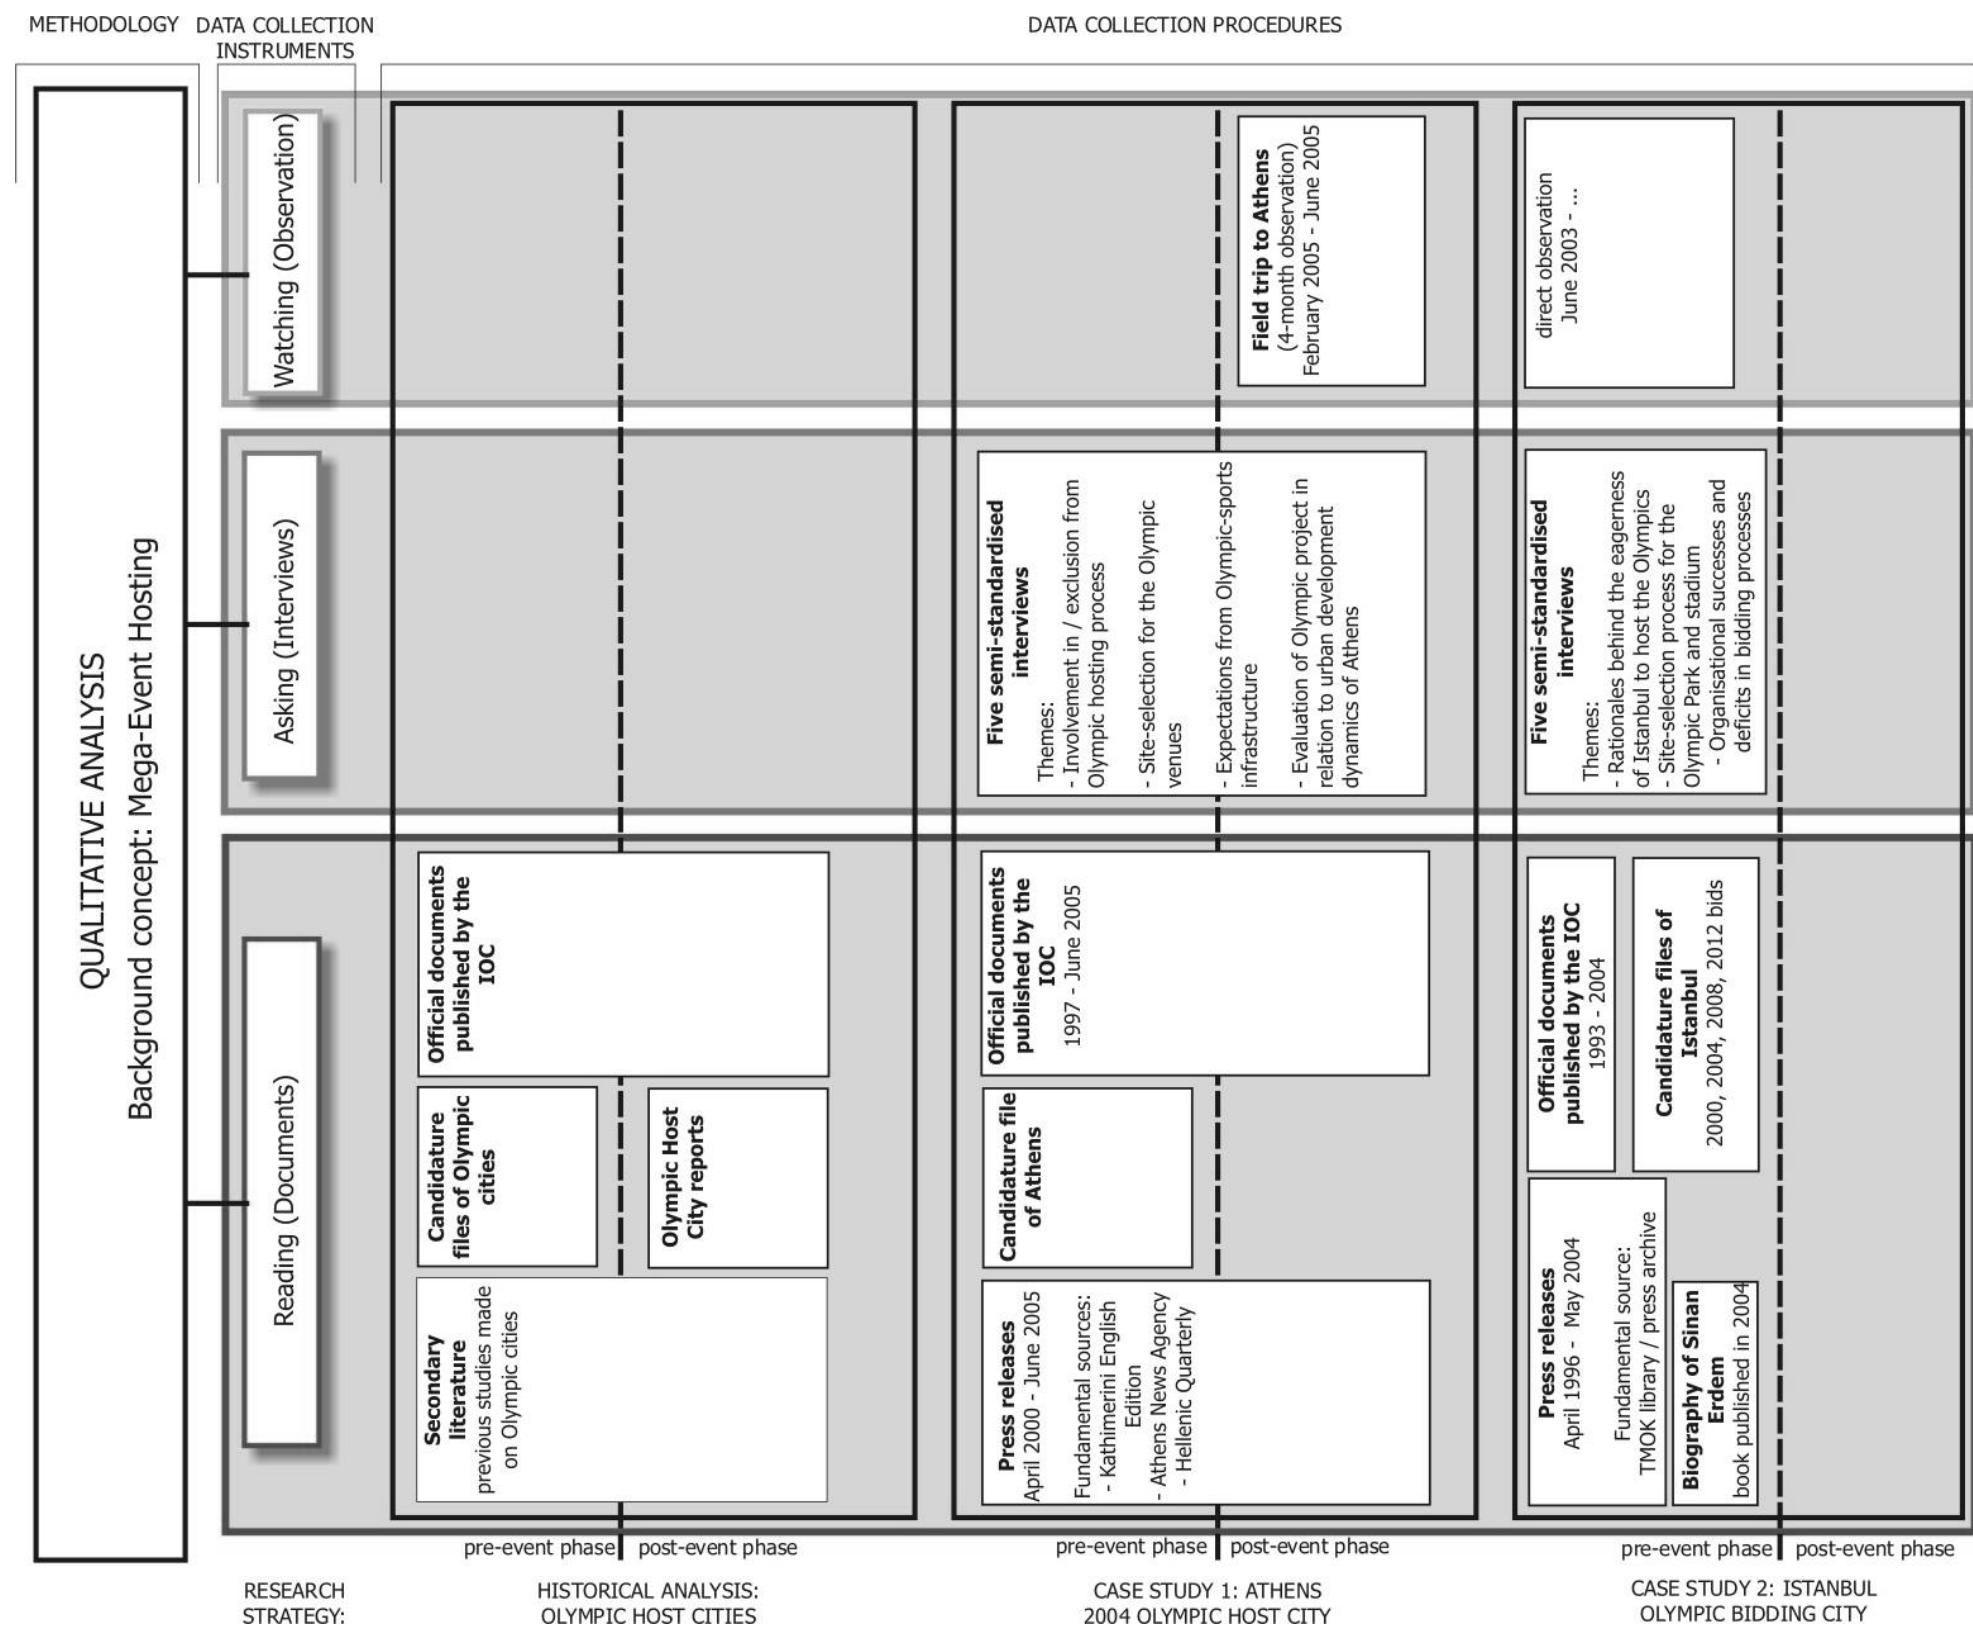 METHODOLOGY
DATA COLLECTION
INSTRUMENTS
DATA COLLECTION PROCEDURES
QUALITATIVE ANALYSIS
Background concept: Mega-Event Hosting
Watching (Observation)
Field trip to Athens
(4-month observation)
February 2005 - June 2005
direct observation
June 2003 - ...
Asking (Interviews)
Five semi-standardised
interviews
Themes:
- Involvement in / exclusion from
Olympic hosting process
- Site-selection for the Olympic
venues
- Expectations from Olympic-sports
infrastructure
- Evaluation of Olympic project in
relation to urban development
dynamics of Athens
Five semi-standardised
interviews
Themes:
- Rationales behind the eagerness
of Istanbul to host the Olympics
- Site-selection process for the
Olympic Park and stadium
- Organisational successes and
deficits in bidding processes
Reading (Documents)
Official documents
published by the
IOC
Candidature
files of Olympic
cities
Olympic Host
City reports
Secondary
literature
previous studies made
on Olympic cities
Official documents
published by the
IOC
1997 - June 2005
Candidature file
of Athens
Press releases
April 2000 - June 2005
Fundamental sources:
- Kathimerini English
Edition
- Athens News Agency
- Hellenic Quarterly
Official documents
published by the IOC
1993 - 2004
Candidature files of
Istanbul
2000, 2004, 2008, 2012 bids
Press releases
April 1996 - May 2004
Fundamental source:
TMOK library / press archive
Biography of Sinan
Erdem
book published in 2004
pre-event phase
post-event phase
pre-event phase
post-event phase
pre-event phase
post-event phase
RESEARCH
STRATEGY:
HISTORICAL ANALYSIS:
OLYMPIC HOST CITIES
CASE STUDY 1: ATHENS
2004 OLYMPIC HOST CITY
CASE STUDY 2: ISTANBUL
OLYMPIC BIDDING CITY